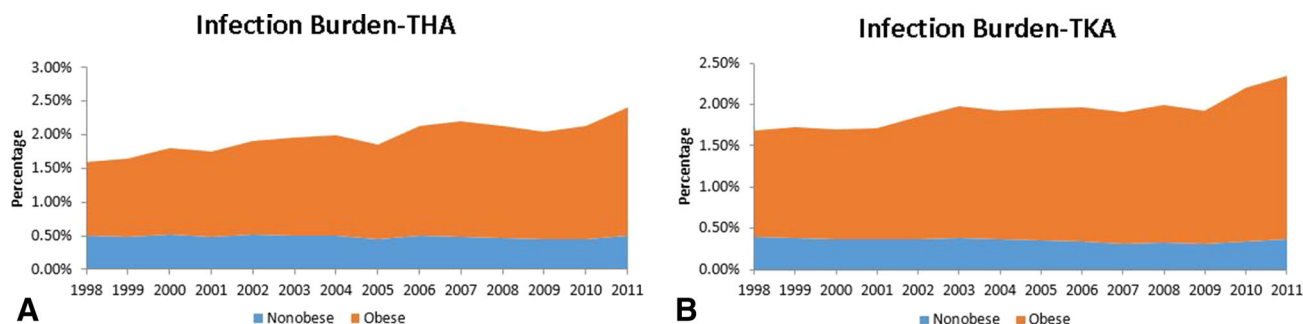 Infection Burden-THA
Percentage
3.00%
2.50%
2.00%
1.50%
1.00%
0.50%
0.00%
1998 1999 2000 2001 2002 2003 2004 2005 2006 2007 2008 2009 2010 2011
Nonobese Obese
A
Infection Burden-TKA
Percentage
2.50%
2.00%
1.50%
1.00%
0.50%
0.00%
1998 1999 2000 2001 2002 2003 2004 2005 2006 2007 2008 2009 2010 2011
Nonobese Obese
B